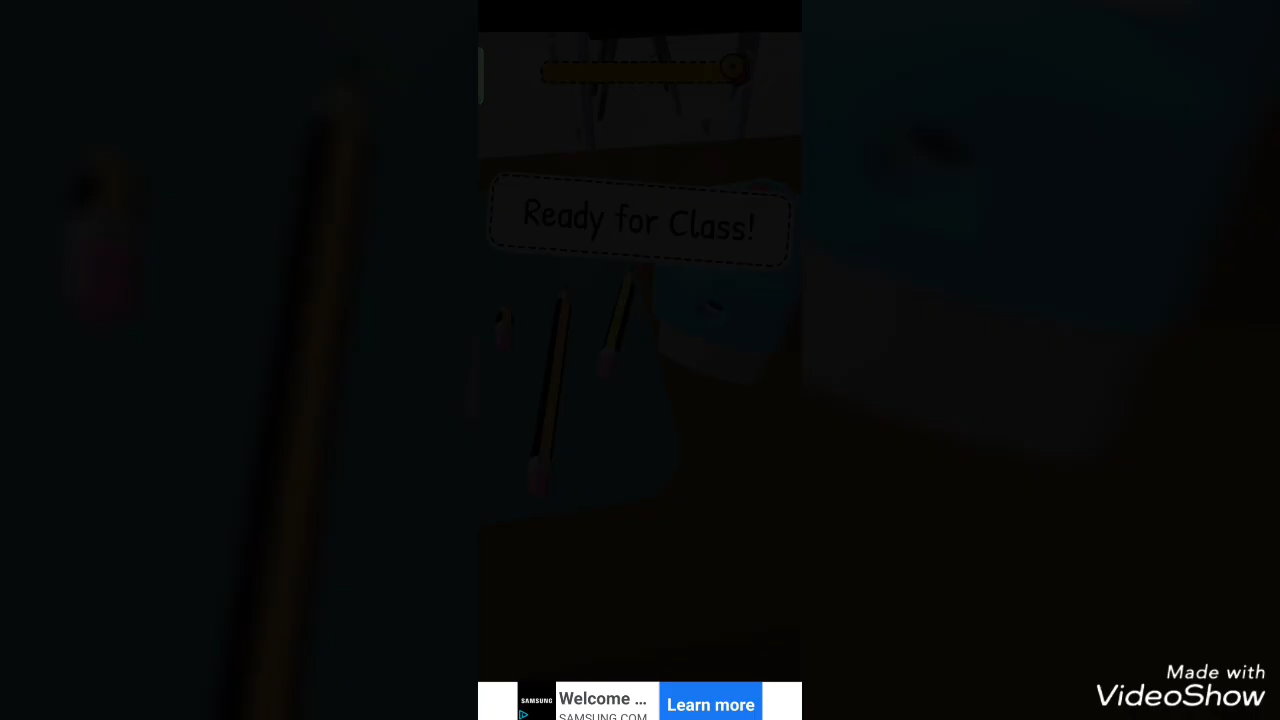 Ready for Class!
SAMSUNG
Welcome ...
SAMSUNG.COM
Learn more
Made with
VideoShow